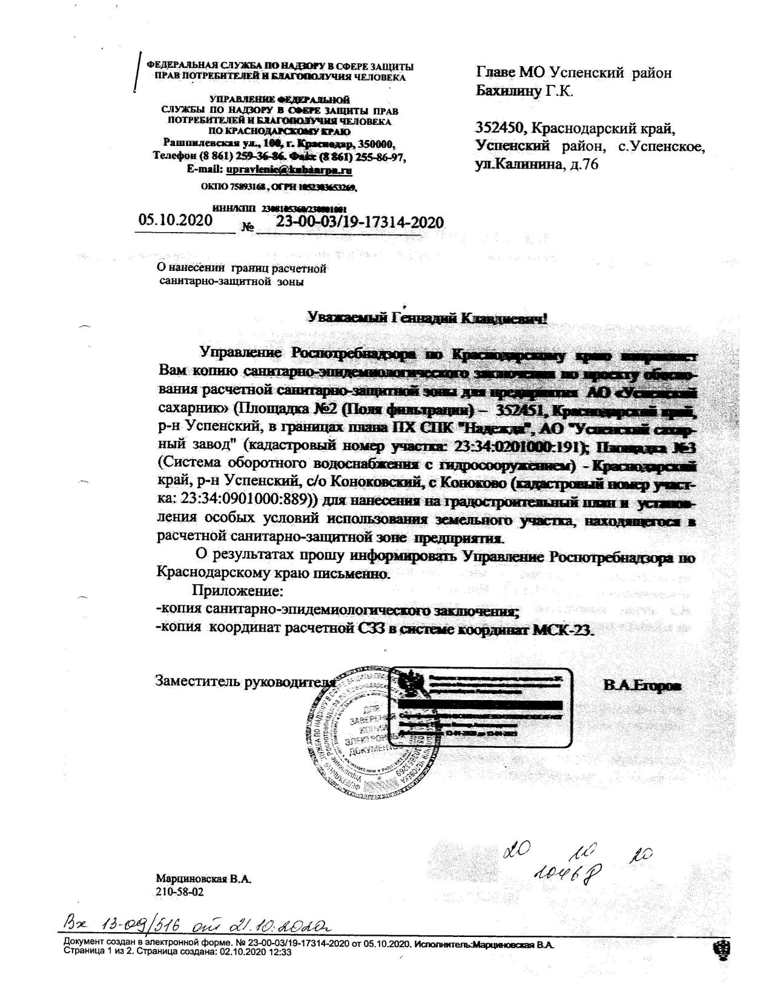 ФЕДЕРАЛЬНАЯ СЛУЖБА ПО НАДЗОРУ В СФЕРЕ ЗАЩИТЫ
ПРАВ ПОТРЕБИТЕЛЕЙ И БЛАГОПОЛУЧИЯ ЧЕЛОВЕКА
УПРАВЛЕНИЕ ФЕДЕРАЛЬНОЙ
СЛУЖБЫ ПО НАДЗОРУ В СФЕРЕ ЗАЩИТЫ ПРАВ
ПОТРЕБИТЕЛЕЙ И БЛАГОПОЛУЧИЯ ЧЕЛОВЕКА
ПО КРАСНОДАРСКОМУ КРАЮ
Рашпилевская ул., 100, г. Краснодар, 350000,
Телефон (8 861) 259-36-86. Факс (8 861) 255-86-97,
E-mail: upravlenie@kubanrpn.ru
ОКПО 75893168, ОГРН 1052303653269,
ИНН/КПП 2308105360/230801001
05.10.2020 № 23-00-03/19-17314-2020
Главе МО Успенский район
Бахилину Г.К.
352450, Краснодарский край,
Успенский район, с.Успенское,
ул.Калинина, д.76
О нанесении границ расчетной
санитарно-защитной зоны
Уважаемый Геннадий Клавдиевич!
Управление Роспотребнадзора по Краснодарскому краю направляет
Вам копию санитарно-эпидемиологического заключения по проекту обосно-
вания расчетной санитарно-защитной зоны для предприятия АО «Успенский
сахарник» (Площадка №2 (Поля фильтрации) – 352451, Краснодарский край,
р-н Успенский, в границах плана ПХ СПК "Надежда", АО "Успенский сахар-
ный завод" (кадастровый номер участка: 23:34:0201000:191); Площадка №3
(Система оборотного водоснабжения с гидросооружением) - Краснодарский
край, р-н Успенский, с/о Коноковский, с Коноково (кадастровый номер участ-
ка: 23:34:0901000:889)) для нанесения на градостроительный план и установ-
ления особых условий использования земельного участка, находящегося в
расчетной санитарно-защитной зоне предприятия.
О результатах прошу информировать Управление Роспотребнадзора по
Краснодарскому краю письменно.
Приложение:
-копия санитарно-эпидемиологического заключения;
-копия координат расчетной СЗЗ в системе координат МСК-23.
Заместитель руководителя
В.А.Егоров
ДЛЯ
ЗАВЕРЕНИЯ
КОПИЙ
ЭЛЕКТРОННЫХ
ДОКУМЕНТОВ
20 10 20
10468
Марциновская В.А.
210-58-02
Вх 13-09/516 от 21.10.2020г
Документ создан в электронной форме. № 23-00-03/19-17314-2020 от 05.10.2020. Исполнитель:Марциновская В.А.
Страница 1 из 2. Страница создана: 02.10.2020 12:33